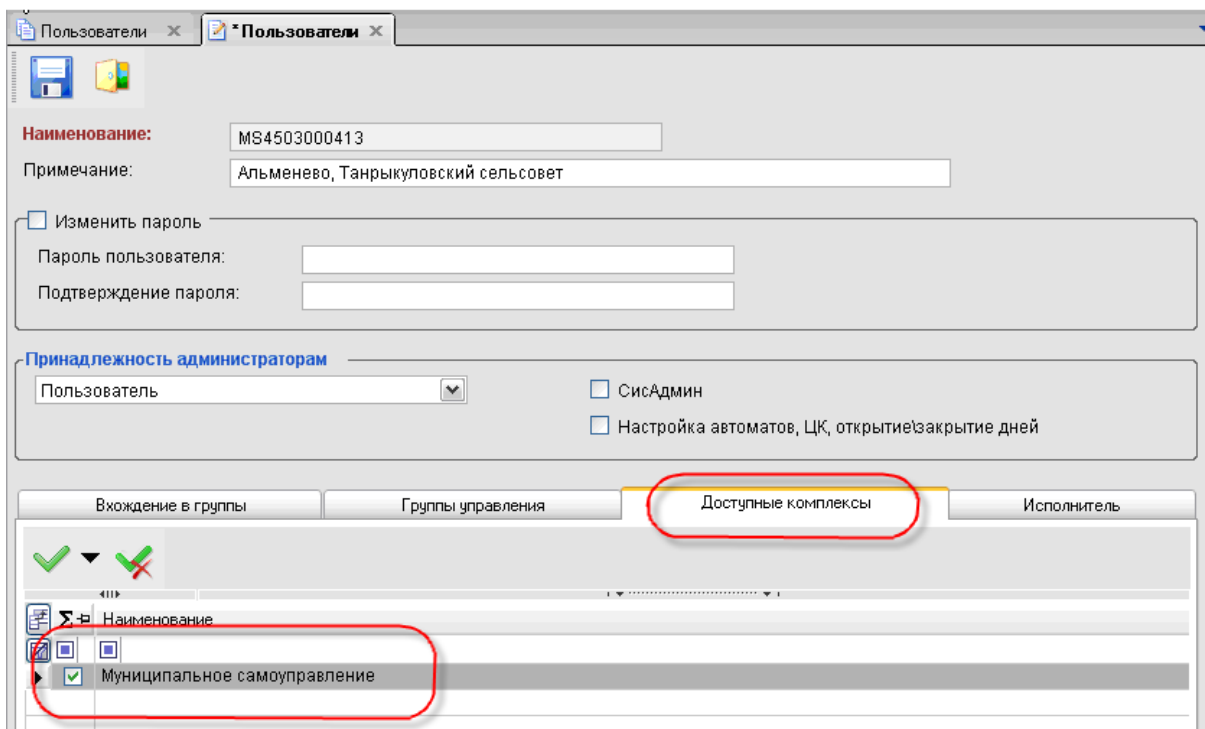 Пользователи
*Пользователи
Наименование: MS4503000413
Примечание: Альменево, Танрыкуловский сельсовет
Изменить пароль
Пароль пользователя:
Подтверждение пароля:
Принадлежность администраторам
Пользователь СисАдмин
Настройка автоматов, ЦК, открытие\закрытие дней
Вхождение в группы Группы управления Доступные комплексы Исполнитель
Σ Наименование
Муниципальное самоуправление